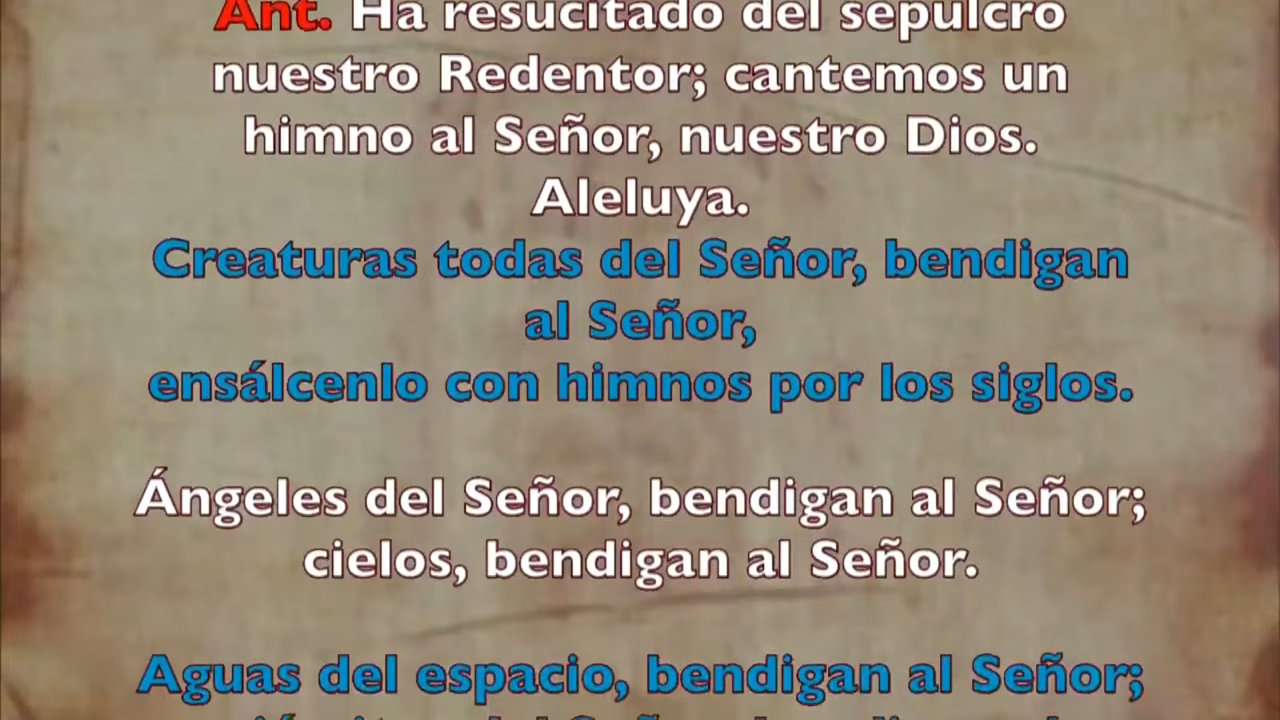 Ant. Ha resucitado del sepulcro
nuestro Redentor; cantemos un
himno al Señor, nuestro Dios.
Aleluya.
Creaturas todas del Señor, bendigan
al Señor,
ensálcenlo con himnos por los siglos.
Ángeles del Señor, bendigan al Señor;
cielos, bendigan al Señor.
Aguas del espacio, bendigan al Señor;